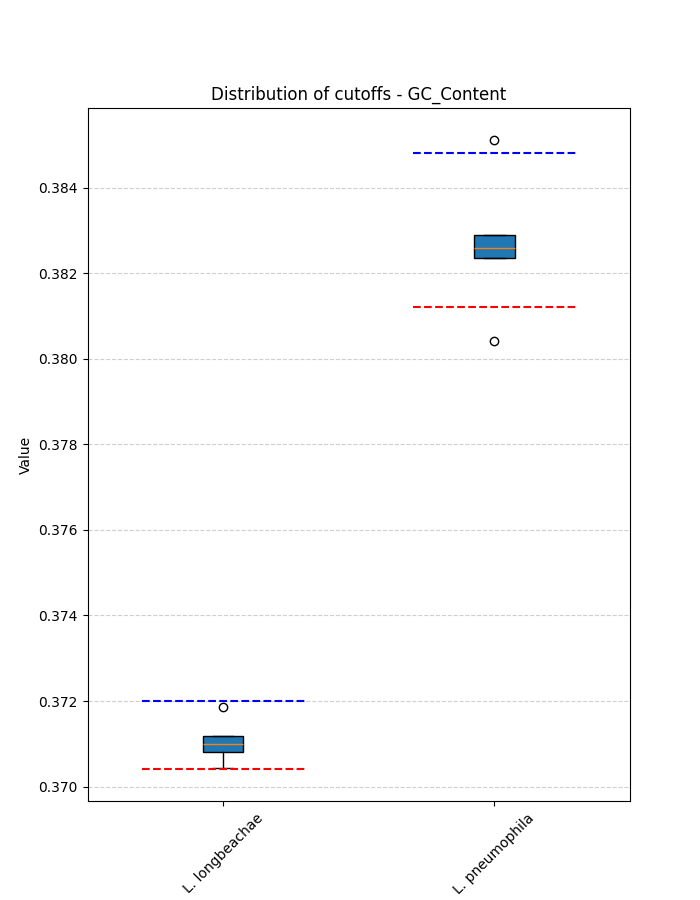 Distribution of cutoffs - GC_Content
Value
0.384
0.382
0.380
0.378
0.376
0.374
0.372
0.370
L. longbeachae
L. pneumophila